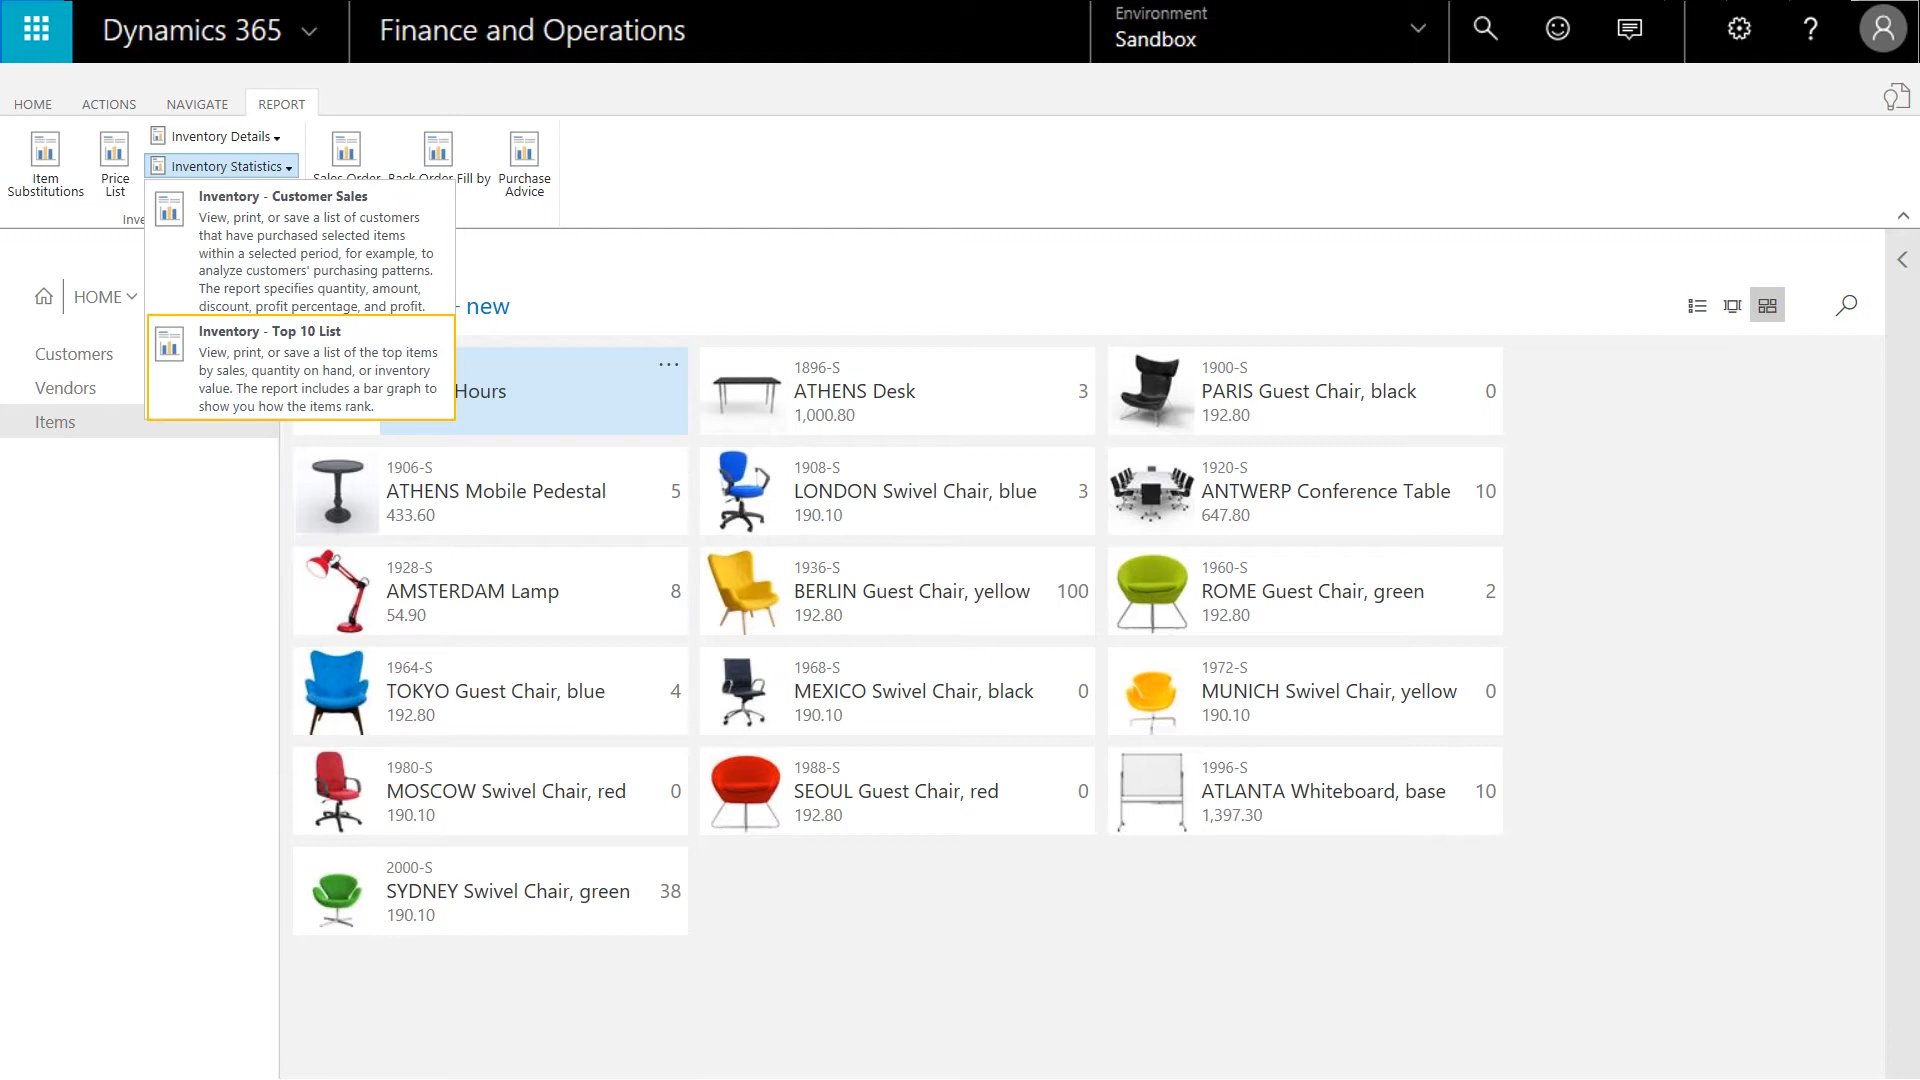 Dynamics 365
Finance and Operations
Environment
Sandbox
HOME
ACTIONS
NAVIGATE
REPORT
Item
Substitutions
Price
List
Inventory Details
Inventory Statistics
Sales Order
Back Order Fill by
Purchase
Advice
Inve
Inventory - Customer Sales
View, print, or save a list of customers
that have purchased selected items
within a selected period, for example, to
analyze customers' purchasing patterns.
The report specifies quantity, amount,
discount, profit percentage, and profit.
Inventory - Top 10 List
View, print, or save a list of the top items
by sales, quantity on hand, or inventory
value. The report includes a bar graph to
show you how the items rank.
HOME
Customers
Vendors
Items
- new
Hours
1896-S
ATHENS Desk 3
1,000.80
1900-S
PARIS Guest Chair, black 0
192.80
1906-S
ATHENS Mobile Pedestal 5
433.60
1908-S
LONDON Swivel Chair, blue 3
190.10
1920-S
ANTWERP Conference Table 10
647.80
1928-S
AMSTERDAM Lamp 8
54.90
1936-S
BERLIN Guest Chair, yellow 100
192.80
1960-S
ROME Guest Chair, green 2
192.80
1964-S
TOKYO Guest Chair, blue 4
192.80
1968-S
MEXICO Swivel Chair, black 0
190.10
1972-S
MUNICH Swivel Chair, yellow 0
190.10
1980-S
MOSCOW Swivel Chair, red 0
190.10
1988-S
SEOUL Guest Chair, red 0
192.80
1996-S
ATLANTA Whiteboard, base 10
1,397.30
2000-S
SYDNEY Swivel Chair, green 38
190.10